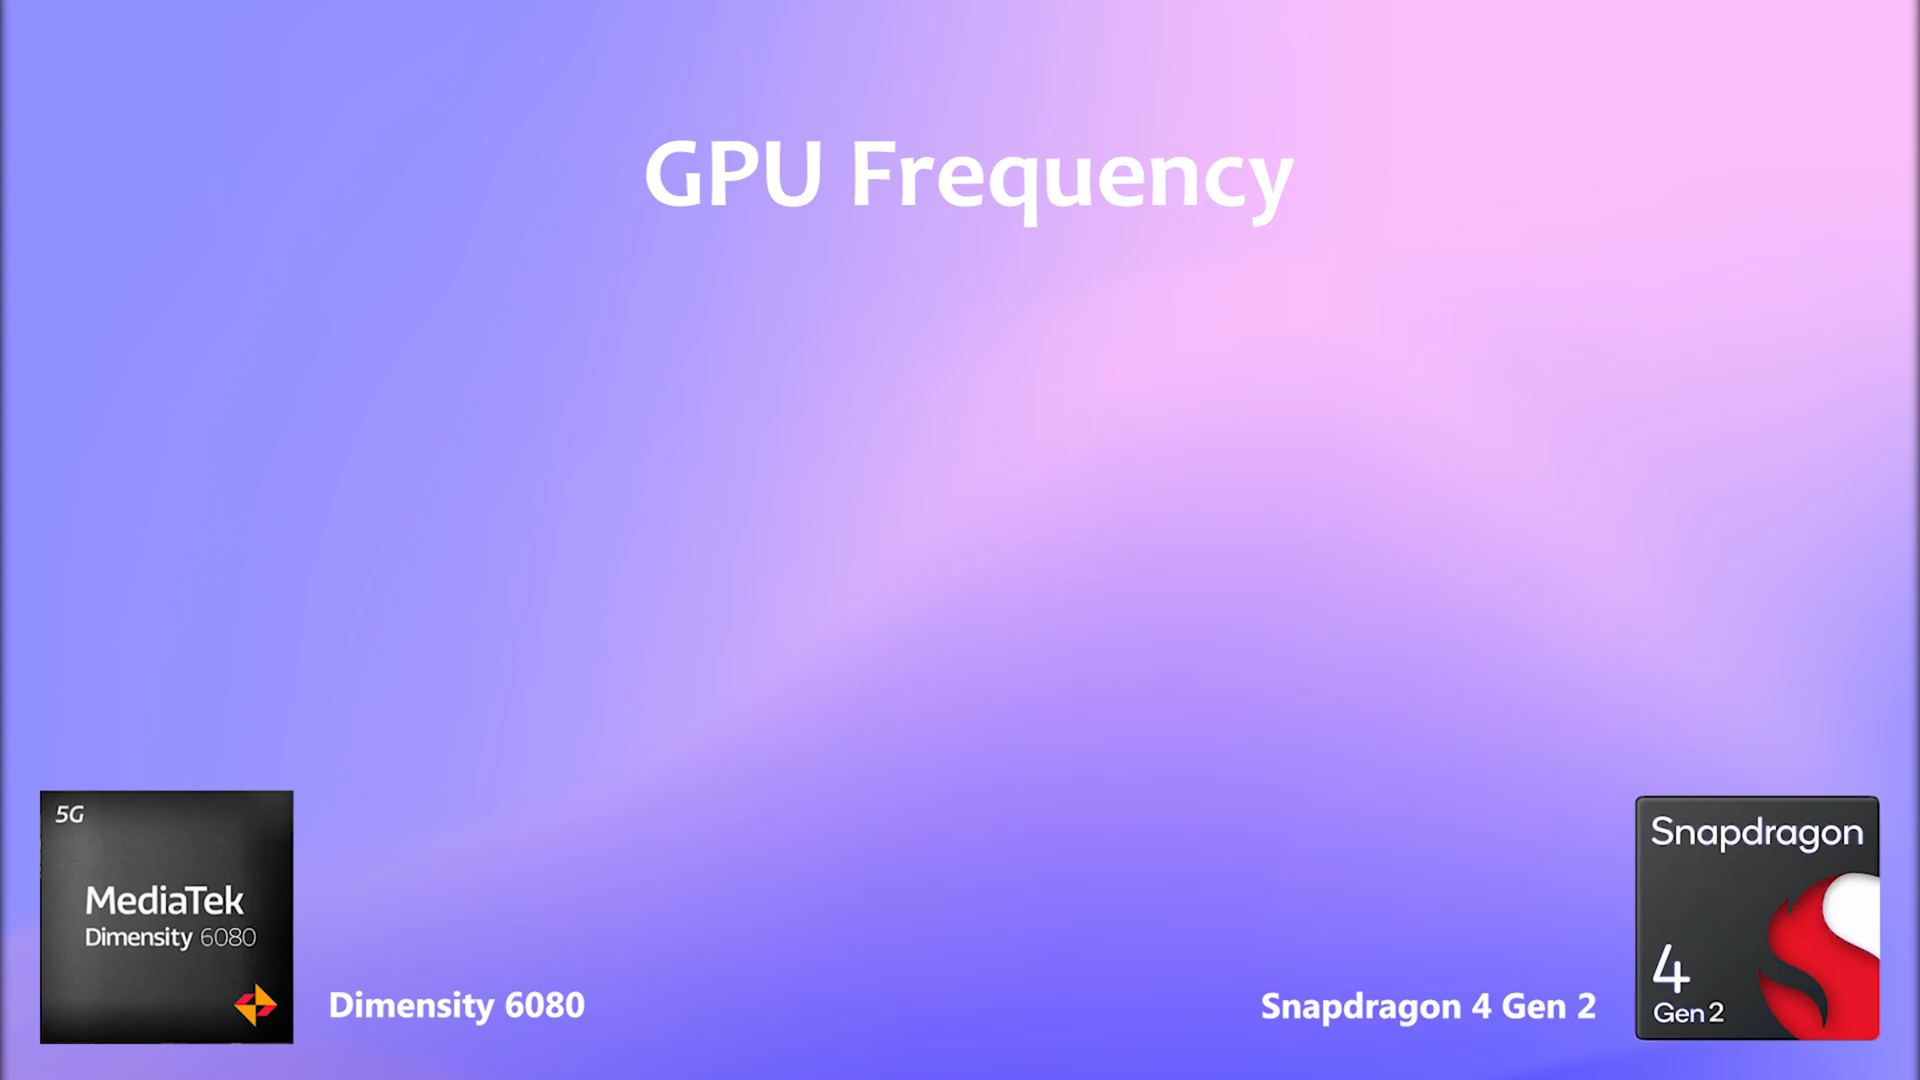 GPU Frequency
5G
MediaTek
Dimensity 6080
Dimensity 6080
Snapdragon 4 Gen 2
Snapdragon
4
Gen 2